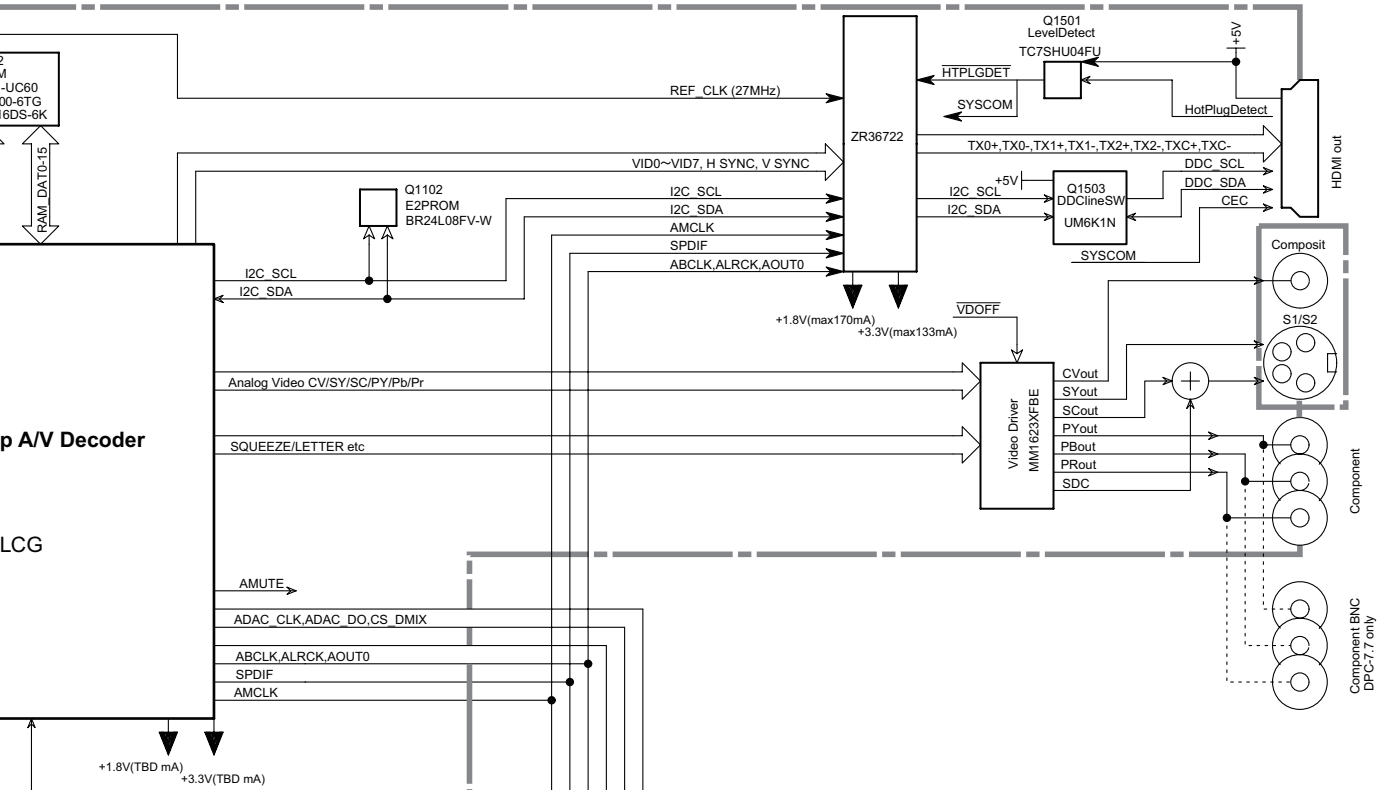 2
M
-UC60
00-6TG
16DS-6K
RAM_DAT0-15
REF_CLK (27MHz)
VID0～VID7, H SYNC, V SYNC
Q1102
E2PROM
BR24L08FV-W
I2C_SCL
I2C_SDA
AMCLK
SPDIF
ABCLK,ALRCK,AOUT0
I2C_SCL
I2C_SDA
ZR36722
Q1501
LevelDetect
TC7SHU04FU
+5V
HTPLGDET
SYSCOM
HotPlugDetect
TX0+,TX0-,TX1+,TX1-,TX2+,TX2-,TXC+,TXC-
HDMI out
DDC_SCL
DDC_SDA
CEC
+5V
I2C_SCL
I2C_SDA
Q1503
DDClineSW
UM6K1N
SYSCOM
+1.8V(max170mA)
+3.3V(max133mA)
VDOFF
Composit
S1/S2
Analog Video CV/SY/SC/PY/Pb/Pr
SQUEEZE/LETTER etc
Video Driver
MM1623XFBE
CVout
SYout
SCout
PYout
PBout
PRout
SDC
Component
p A/V Decoder
LCG
AMUTE
ADAC_CLK,ADAC_DO,CS_DMIX
ABCLK,ALRCK,AOUT0
SPDIF
AMCLK
+1.8V(TBD mA)
+3.3V(TBD mA)
Component BNC
DPC-7.7 only